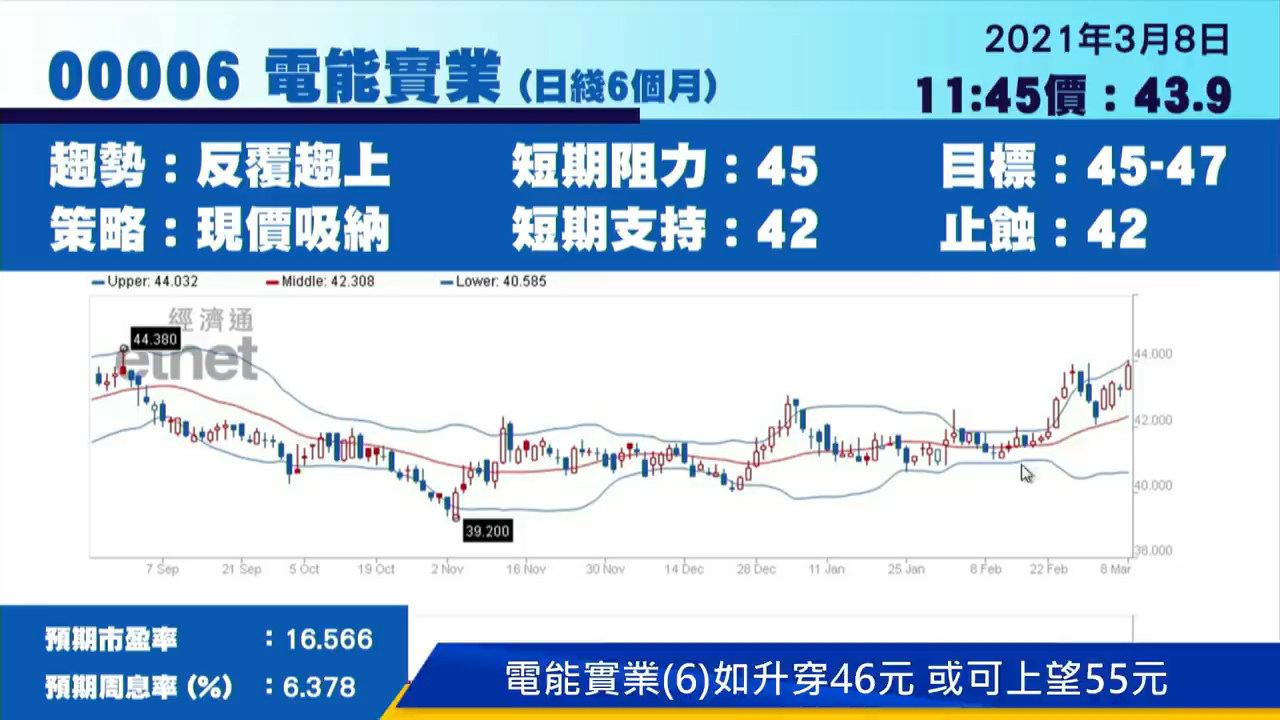 00006 電能實業 (日綫6個月)
2021年3月8日
11:45價：43.9
趨勢：反覆趨上
短期阻力：45
目標：45-47
策略：現價吸納
短期支持：42
止蝕：42
Upper: 44.032
Middle: 42.308
Lower: 40.585
經濟通
etnet
44.380
39.200
44.000
42.000
40.000
38.000
7 Sep
21 Sep
5 Oct
19 Oct
2 Nov
16 Nov
30 Nov
14 Dec
28 Dec
11 Jan
25 Jan
8 Feb
22 Feb
8 Mar
預期市盈率 ：16.566
預期周息率 (%) ：6.378
電能實業(6)如升穿46元 或可上望55元